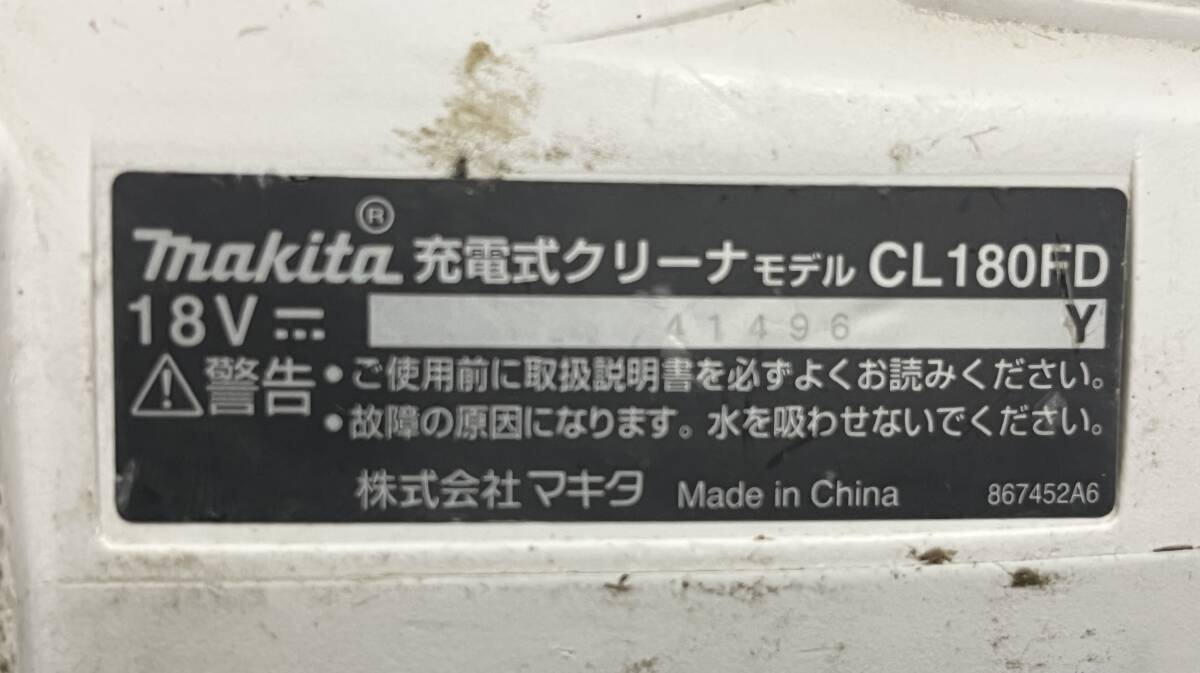 makita® 充電式クリーナ モデル CL180FD
18V 41496 Y
警告 •ご使用前に取扱説明書を必ずよくお読みください。
•故障の原因になります。水を吸わせないでください。
株式会社 マキタ Made in China 867452A6